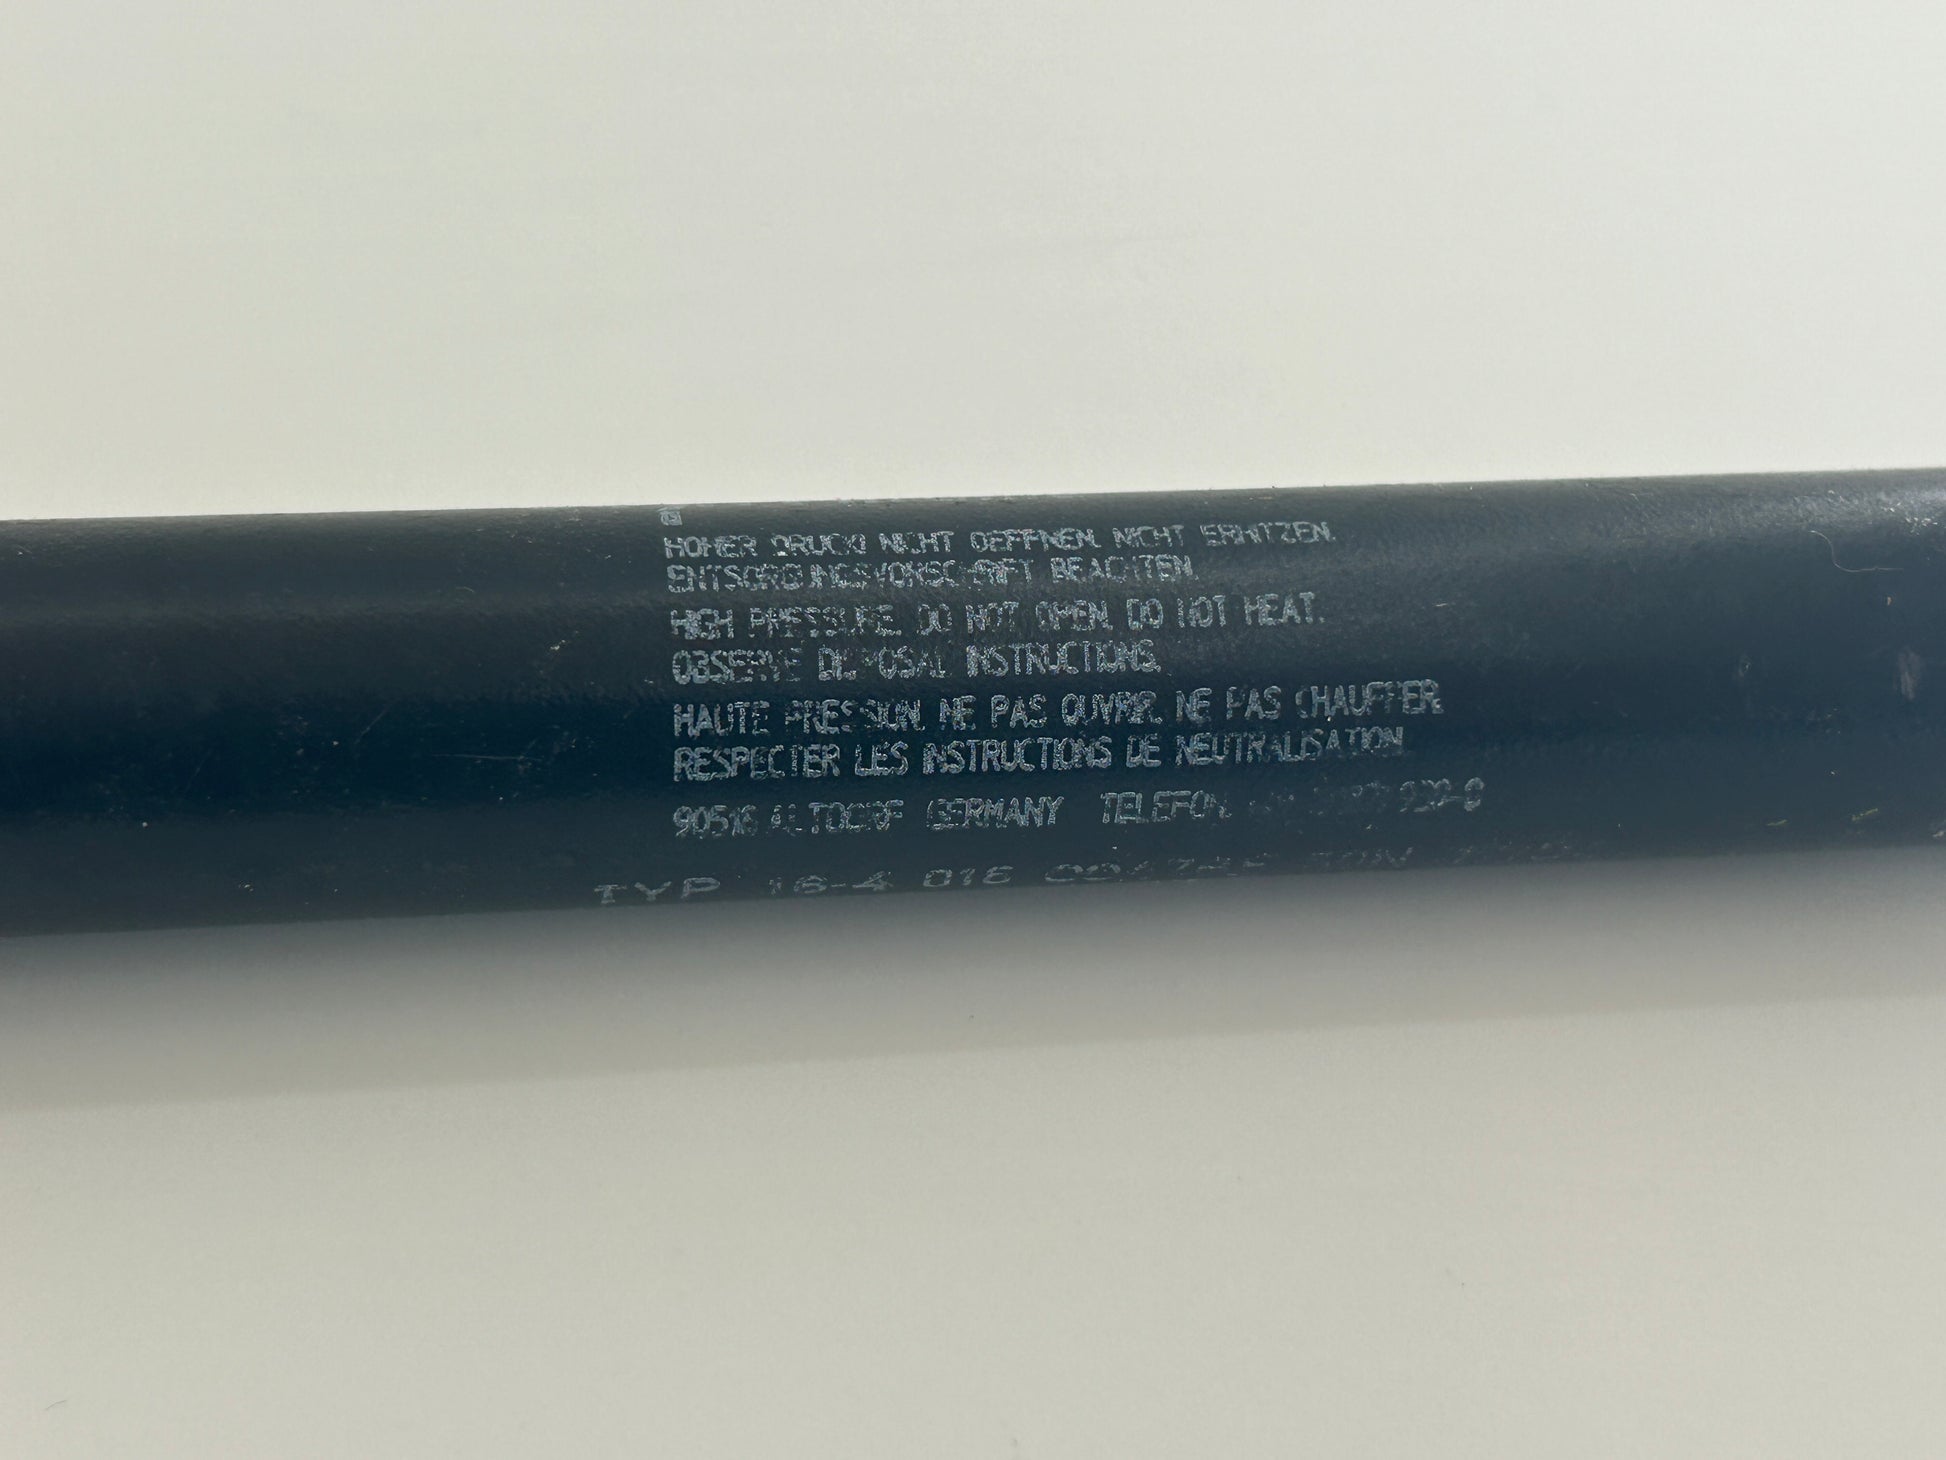 HOHER DRUCK! NICHT OEFFNEN. NICHT ERHITZEN.
ENTSORGUNGSVORSCHRIFT BEACHTEN.
HIGH PRESSURE. DO NOT OPEN. DO NOT HEAT.
OBSERVE DISPOSAL INSTRUCTIONS.
HAUTE PRESSION. NE PAS OUVRIR. NE PAS CHAUFFER.
RESPECTER LES INSTRUCTIONS DE NEUTRALISATION.
90518 ALTDORF GERMANY TELEFON
TYP 16-4 016